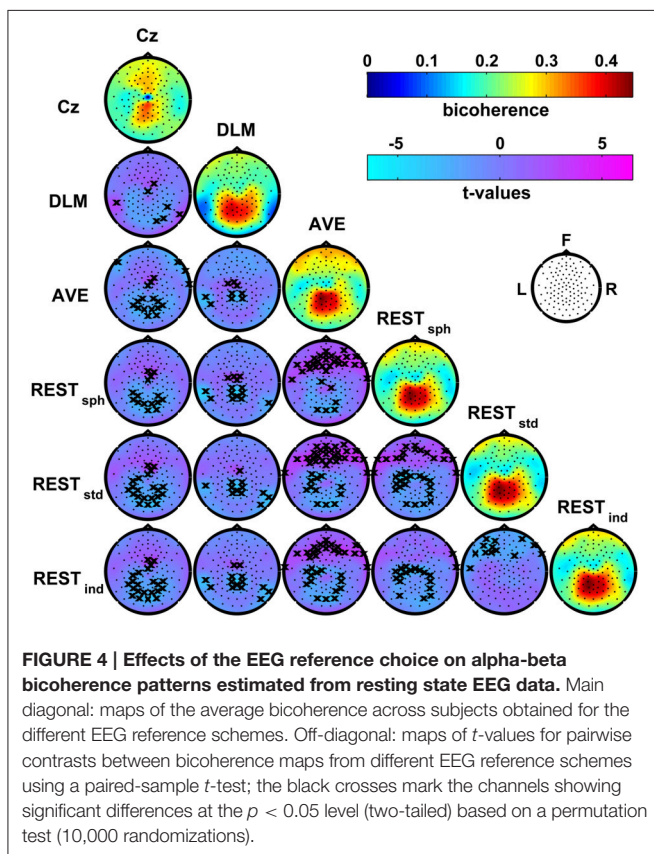 Cz
0 0.1 0.2 0.3 0.4
bicoherence
-5 0 5
t-values
Cz
DLM
DLM
AVE
F
L R
AVE
REST sph
REST sph
REST std
REST std
REST ind
REST ind
FIGURE 4 | Effects of the EEG reference choice on alpha-beta
bicoherence patterns estimated from resting state EEG data. Main
diagonal: maps of the average bicoherence across subjects obtained for the
different EEG reference schemes. Off-diagonal: maps of t-values for pairwise
contrasts between bicoherence maps from different EEG reference schemes
using a paired-sample t-test; the black crosses mark the channels showing
significant differences at the p < 0.05 level (two-tailed) based on a permutation
test (10,000 randomizations).